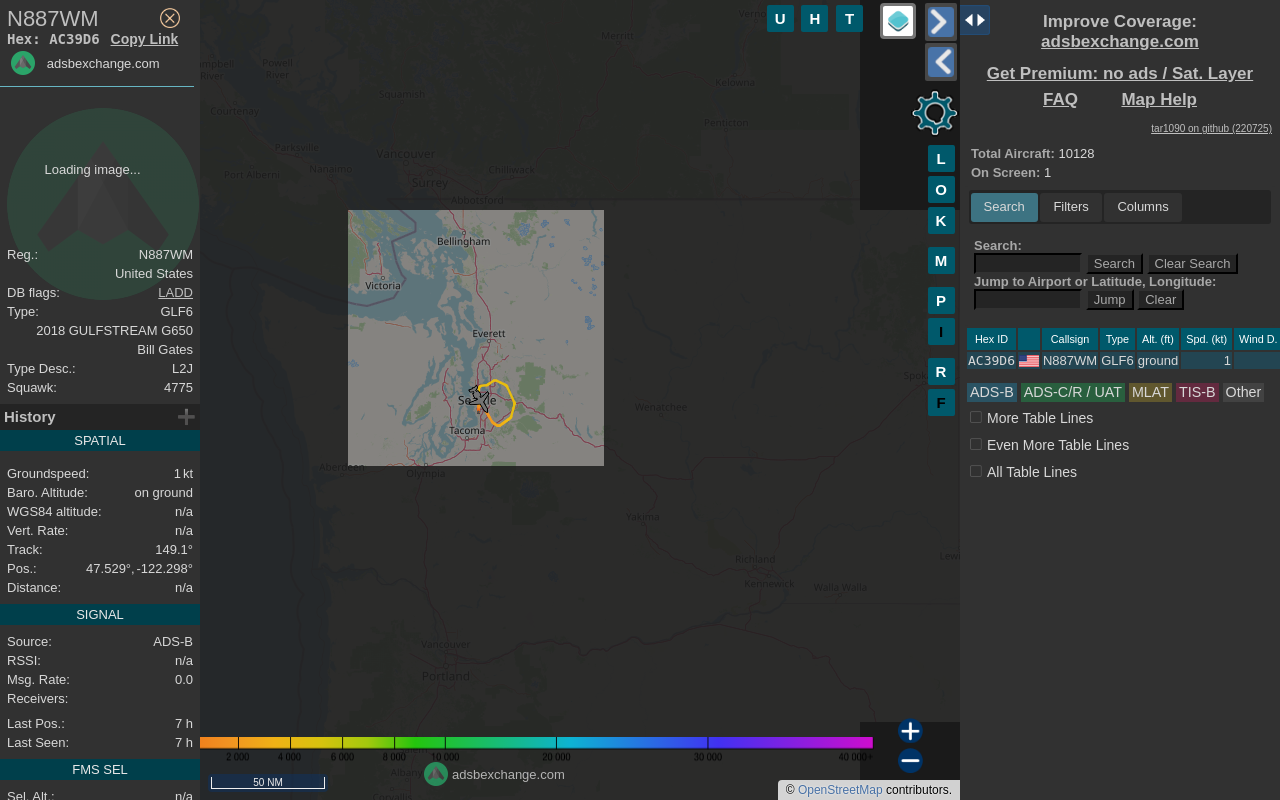 N887WM
Hex: AC39D6 Copy Link
adsbexchange.com
Loading image...
Reg.: N887WM
United States
DB flags: LADD
Type: GLF6
2018 GULFSTREAM G650
Bill Gates
Type Desc.: L2J
Squawk: 4775
History
SPATIAL
Groundspeed: 1 kt
Baro. Altitude: on ground
WGS84 altitude: n/a
Vert. Rate: n/a
Track: 149.1°
Pos.: 47.529°, -122.298°
Distance: n/a
SIGNAL
Source: ADS-B
RSSI: n/a
Msg. Rate: 0.0
Receivers:
Last Pos.: 7 h
Last Seen: 7 h
FMS SEL
Sel. Alt.: n/a
U H T
L
O
K
M
P
I
R
F
Merritt
Powell
River
Kelowna
Squamish
Courtenay
Penticton
Parksville
Vancouver
Port Alberni
Nanaimo
Surrey
Chilliwack
Abbotsford
Bellingham
Victoria
Everett
Tacoma
Wenatchee
Aberdeen
Olympia
Yakima
Richland
Kennewick
Walla Walla
Vancouver
Portland
Corvallis
2 000 4 000 6 000 8 000 10 000 20 000 30 000 40 000+
adsbexchange.com
50 NM
© OpenStreetMap contributors.
Improve Coverage:
adsbexchange.com
Get Premium: no ads / Sat. Layer
FAQ Map Help
tar1090 on github (220725)
Total Aircraft: 10128
On Screen: 1
Search Filters Columns
Search:
Search Clear Search
Jump to Airport or Latitude, Longitude:
Jump Clear
Hex ID Callsign Type Alt. (ft) Spd. (kt) Wind D.
AC39D6 N887WM GLF6 ground 1
ADS-B ADS-C/R / UAT MLAT TIS-B Other
More Table Lines
Even More Table Lines
All Table Lines